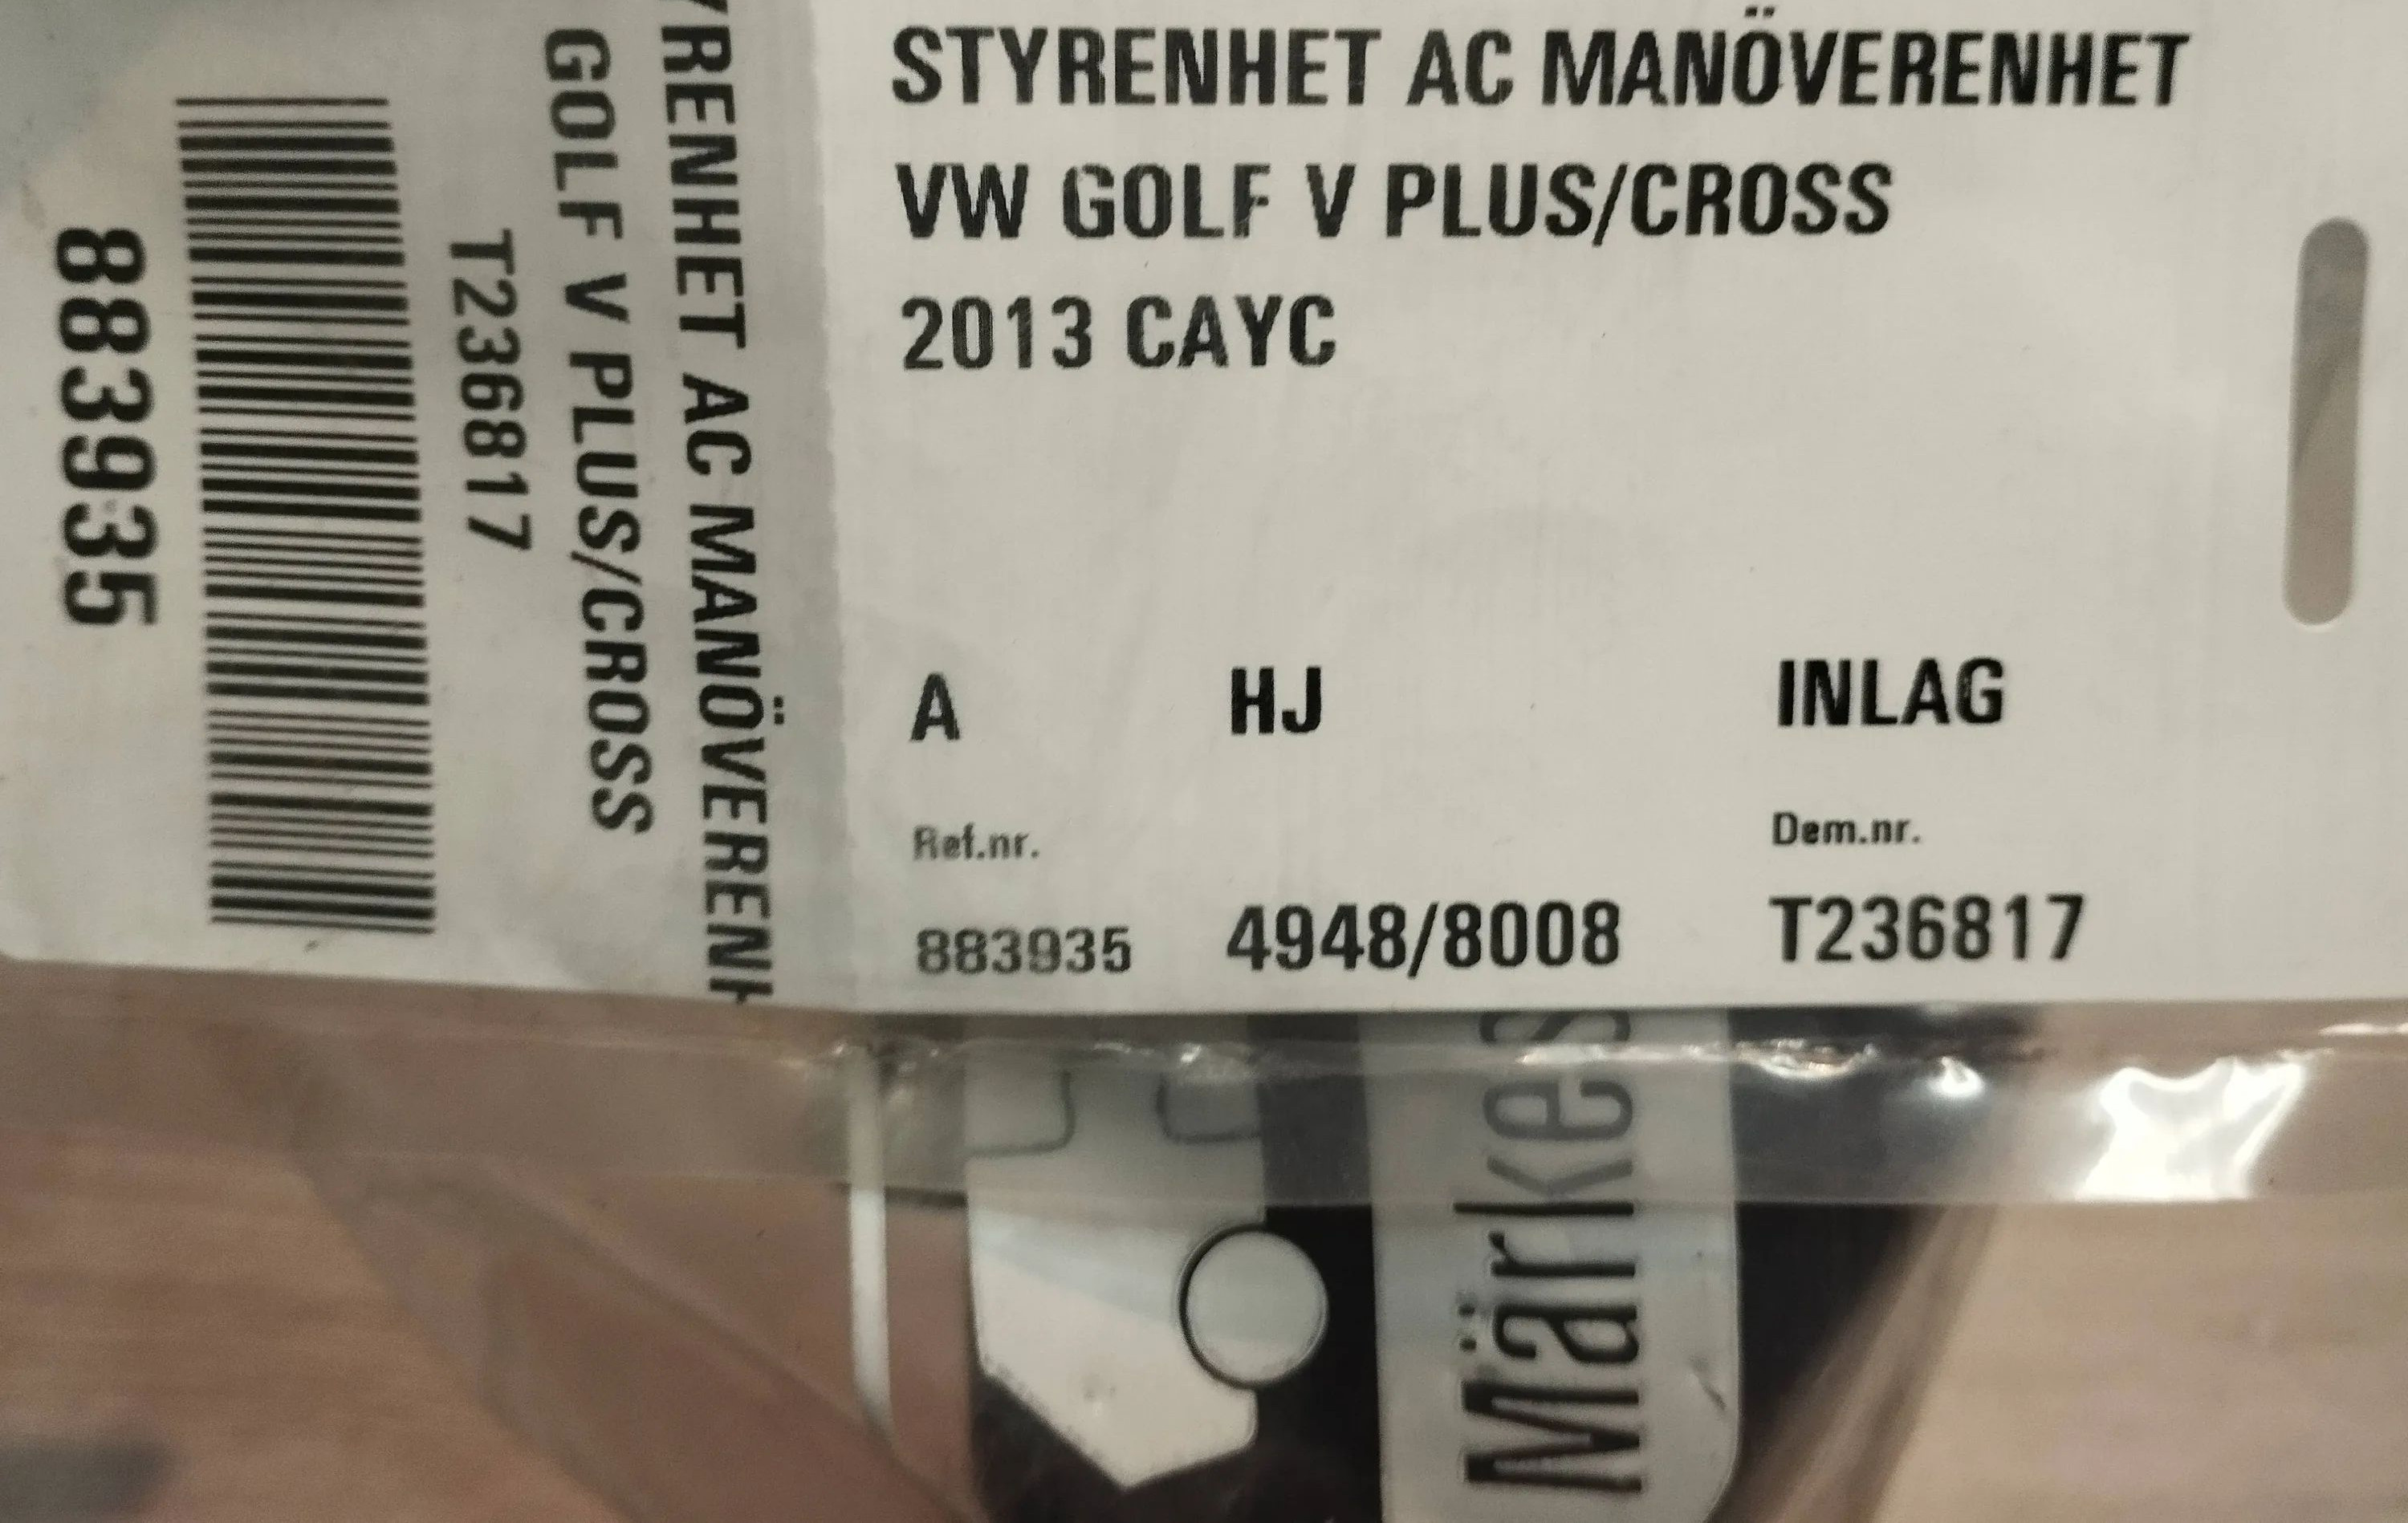 STYRENHET AC MANÖVERENHET
VW GOLF V PLUS/CROSS
2013 CAYC
A HJ INLAG
Ref.nr. Dem.nr.
883935 4948/8008 T236817
YRENHET AC MANÖVERENH
GOLF V PLUS/CROSS
T236817
883935
Märkes